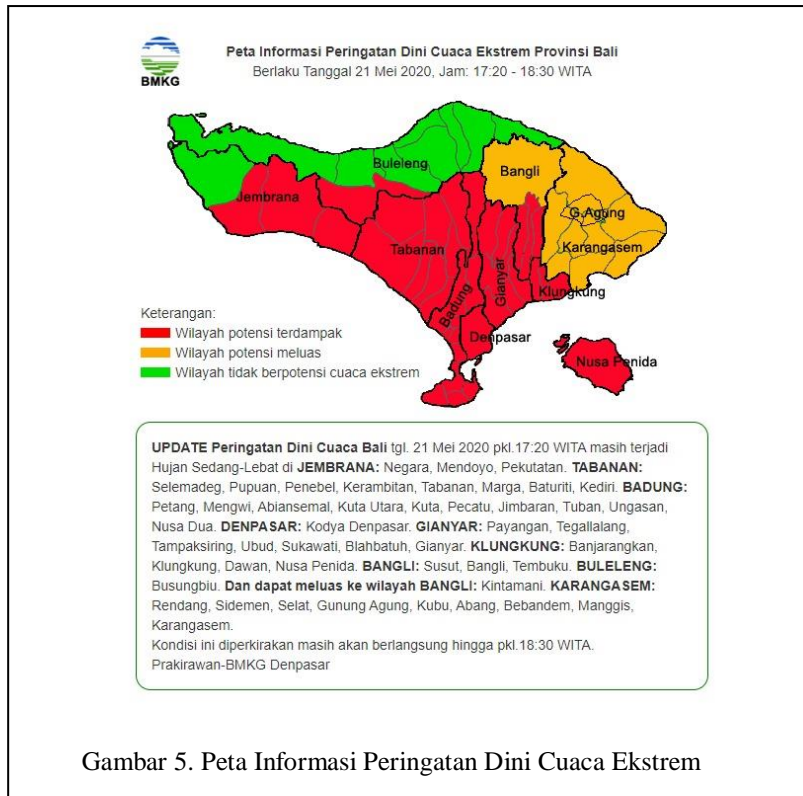 BMKG
Peta Informasi Peringatan Dini Cuaca Ekstrem Provinsi Bali
Berlaku Tanggal 21 Mei 2020, Jam: 17:20 - 18:30 WITA
Buleleng
Bangli
Jembrana
G.Agung
Tabanan
Karangasem
Gianyar
Badung
Klungkung
Denpasar
Nusa Penida
Keterangan:
Wilayah potensi terdampak
Wilayah potensi meluas
Wilayah tidak berpotensi cuaca ekstrem
UPDATE Peringatan Dini Cuaca Bali tgl. 21 Mei 2020 pkl.17:20 WITA masih terjadi
Hujan Sedang-Lebat di JEMBRANA: Negara, Mendoyo, Pekutatan. TABANAN:
Selemadeg, Pupuan, Penebel, Kerambitan, Tabanan, Marga, Baturiti, Kediri. BADUNG:
Petang, Mengwi, Abiansemal, Kuta Utara, Kuta, Pecatu, Jimbaran, Tuban, Ungasan,
Nusa Dua. DENPASAR: Kodya Denpasar. GIANYAR: Payangan, Tegallalang,
Tampaksiring, Ubud, Sukawati, Blahbatuh, Gianyar. KLUNGKUNG: Banjarangkan,
Klungkung, Dawan, Nusa Penida. BANGLI: Susut, Bangli, Tembuku. BULELENG:
Busungbiu. Dan dapat meluas ke wilayah BANGLI: Kintamani. KARANGASEM:
Rendang, Sidemen, Selat, Gunung Agung, Kubu, Abang, Bebandem, Manggis,
Karangasem.
Kondisi ini diperkirakan masih akan berlangsung hingga pkl.18:30 WITA.
Prakirawan-BMKG Denpasar
Gambar 5. Peta Informasi Peringatan Dini Cuaca Ekstrem